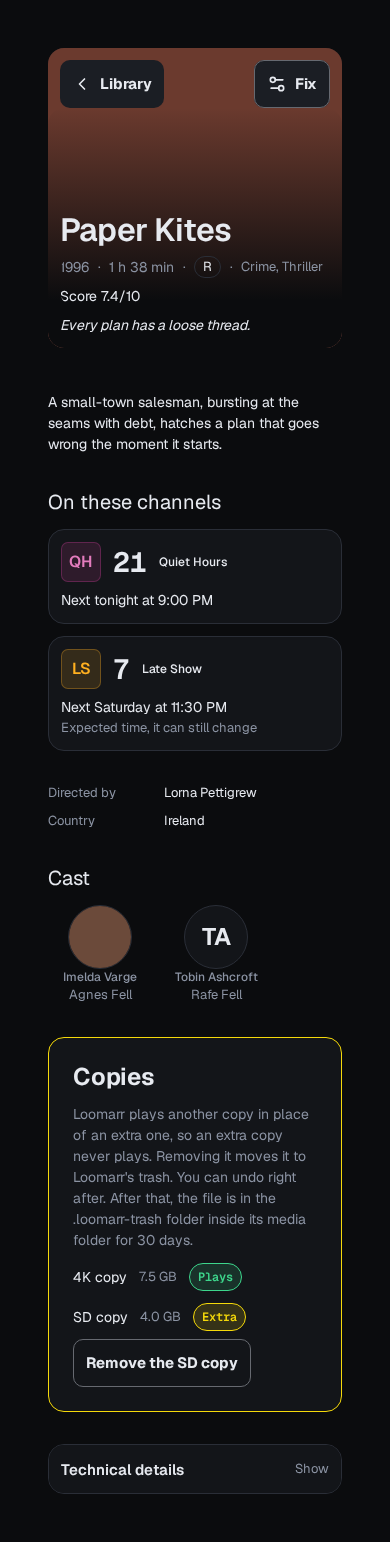 Library
Fix
Paper Kites
1996 · 1 h 38 min · R · Crime, Thriller
Score 7.4/10
Every plan has a loose thread.
A small-town salesman, bursting at the
seams with debt, hatches a plan that goes
wrong the moment it starts.
On these channels
QH 21 Quiet Hours
Next tonight at 9:00 PM
LS 7 Late Show
Next Saturday at 11:30 PM
Expected time, it can still change
Directed by Lorna Pettigrew
Country Ireland
Cast
TA
Imelda Varge
Agnes Fell
Tobin Ashcroft
Rafe Fell
Copies
Loomarr plays another copy in place
of an extra one, so an extra copy
never plays. Removing it moves it to
Loomarr's trash. You can undo right
after. After that, the file is in the
.loomarr-trash folder inside its media
folder for 30 days.
4K copy 7.5 GB Plays
SD copy 4.0 GB Extra
Remove the SD copy
Technical details Show